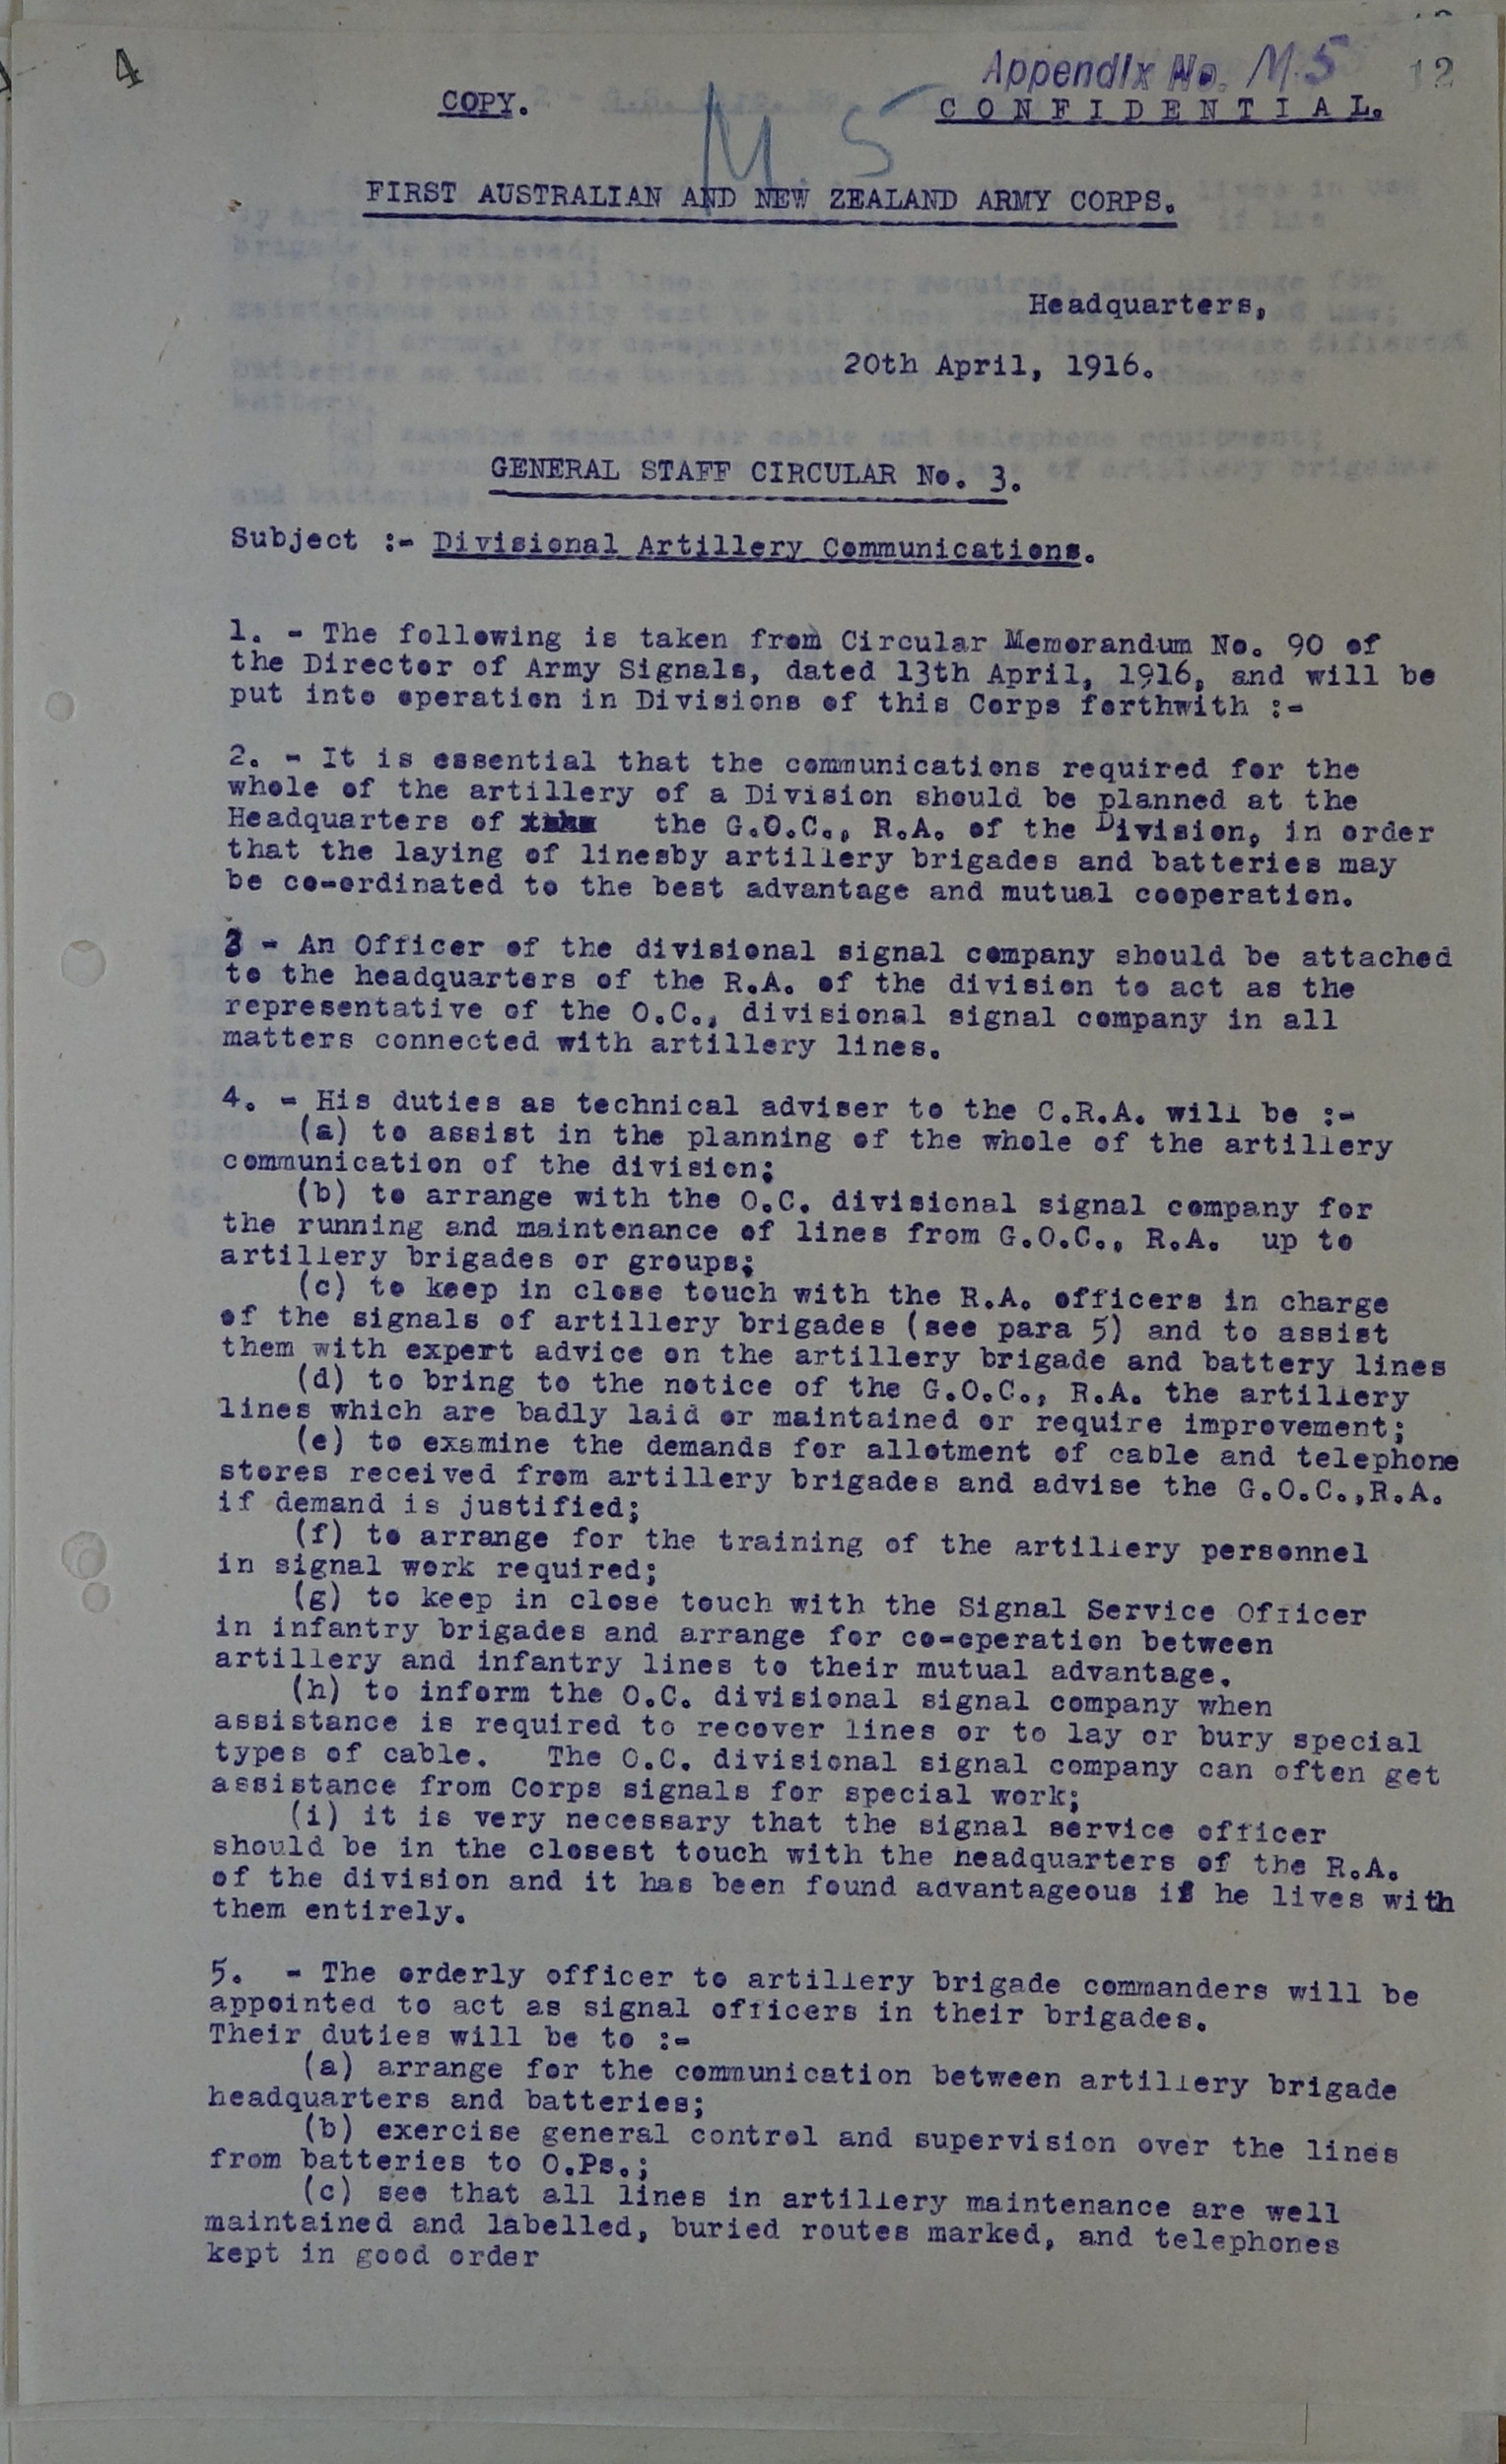 4
Appendix No. M.5
12
COPY.
CONFIDENTIAL.
M. 5
FIRST AUSTRALIAN AND NEW ZEALAND ARMY CORPS.
Headquarters,
20th April, 1916.
GENERAL STAFF CIRCULAR No. 3.
Subject :- Divisional Artillery Communications.
1. - The following is taken from Circular Memorandum No. 90 of
the Director of Army Signals, dated 13th April, 1916, and will be
put into operation in Divisions of this Corps forthwith :-
2. - It is essential that the communications required for the
whole of the artillery of a Division should be planned at the
Headquarters of the G.O.C., R.A. of the Division, in order
that the laying of linesby artillery brigades and batteries may
be co-ordinated to the best advantage and mutual cooperation.
3 - An Officer of the divisional signal company should be attached
to the headquarters of the R.A. of the division to act as the
representative of the O.C., divisional signal company in all
matters connected with artillery lines.
4. - His duties as technical adviser to the C.R.A. will be :-
(a) to assist in the planning of the whole of the artillery
communication of the division;
(b) to arrange with the O.C. divisional signal company for
the running and maintenance of lines from G.O.C., R.A. up to
artillery brigades or groups;
(c) to keep in close touch with the R.A. officers in charge
of the signals of artillery brigades (see para 5) and to assist
them with expert advice on the artillery brigade and battery lines
(d) to bring to the notice of the G.O.C., R.A. the artillery
lines which are badly laid or maintained or require improvement;
(e) to examine the demands for allotment of cable and telephone
stores received from artillery brigades and advise the G.O.C.,R.A.
if demand is justified;
(f) to arrange for the training of the artillery personnel
in signal work required;
(g) to keep in close touch with the Signal Service Officer
in infantry brigades and arrange for co-operation between
artillery and infantry lines to their mutual advantage.
(h) to inform the O.C. divisional signal company when
assistance is required to recover lines or to lay or bury special
types of cable. The O.C. divisional signal company can often get
assistance from Corps signals for special work;
(i) it is very necessary that the signal service officer
should be in the closest touch with the headquarters of the R.A.
of the division and it has been found advantageous if he lives with
them entirely.
5. - The orderly officer to artillery brigade commanders will be
appointed to act as signal officers in their brigades.
Their duties will be to :-
(a) arrange for the communication between artillery brigade
headquarters and batteries;
(b) exercise general control and supervision over the lines
from batteries to O.Ps.;
(c) see that all lines in artillery maintenance are well
maintained and labelled, buried routes marked, and telephones
kept in good order